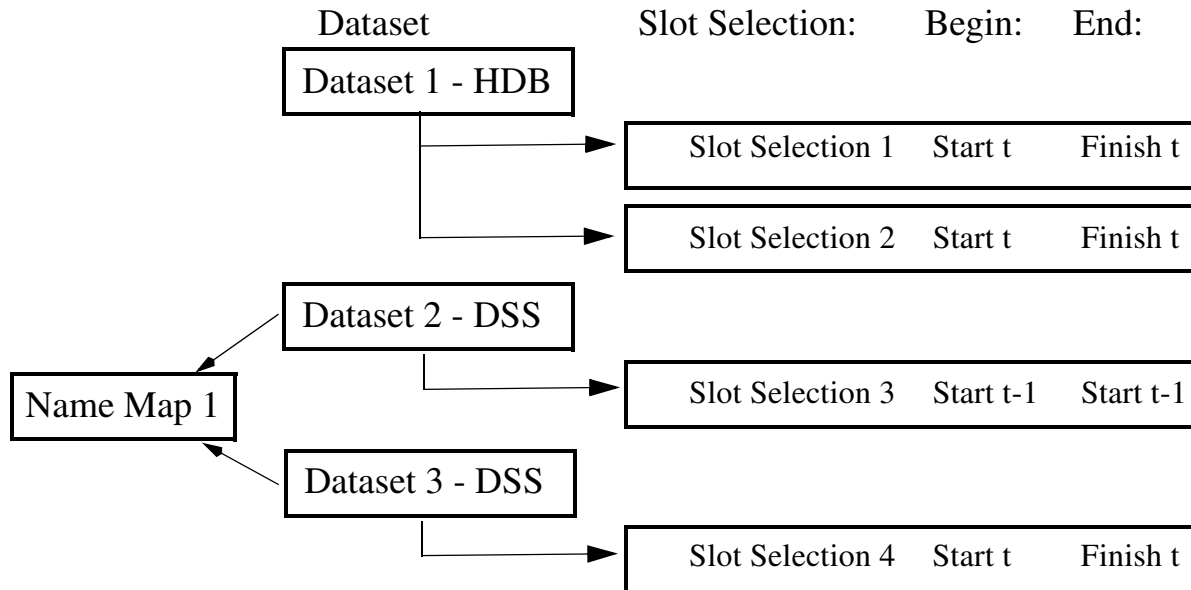 Dataset Slot Selection: Begin: End:
Dataset 1 - HDB
Slot Selection 1 Start t Finish t
Slot Selection 2 Start t Finish t
Dataset 2 - DSS
Name Map 1
Slot Selection 3 Start t-1 Start t-1
Dataset 3 - DSS
Slot Selection 4 Start t Finish t